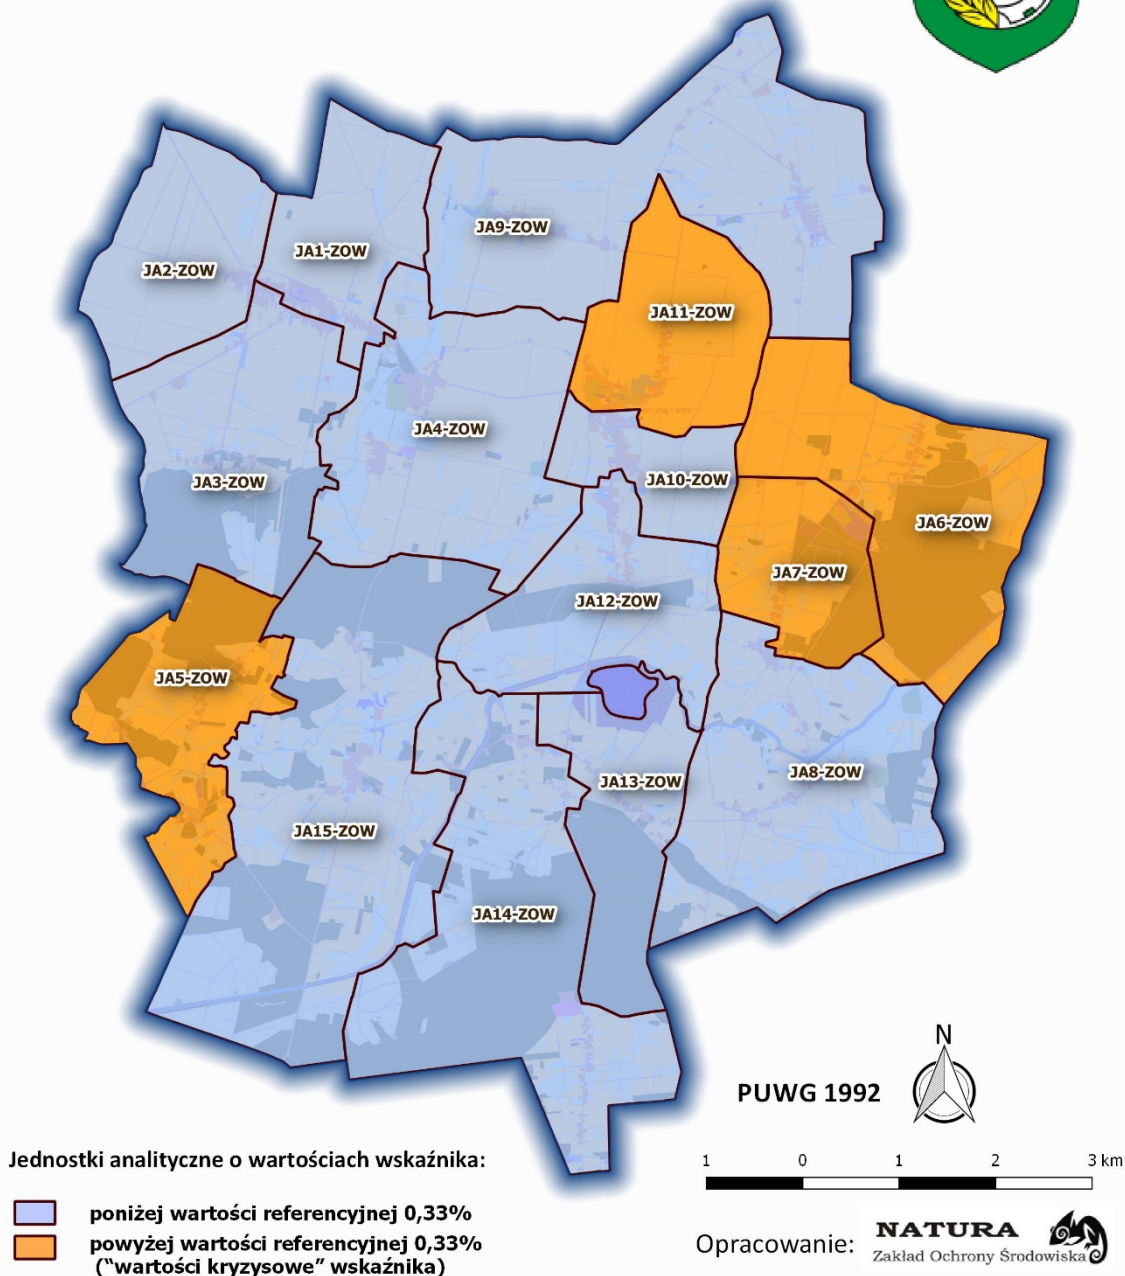 JA9-ZOW
JA1-ZOW
JA2-ZOW
JA11-ZOW
JA4-ZOW
JA3-ZOW
JA10-ZOW
JA6-ZOW
JA7-ZOW
JA12-ZOW
JA5-ZOW
JA8-ZOW
JA13-ZOW
JA15-ZOW
JA14-ZOW
N
PUWG 1992
Jednostki analityczne o wartościach wskaźnika:
1 0 1 2 3 km
poniżej wartości referencyjnej 0,33%
powyżej wartości referencyjnej 0,33%
("wartości kryzysowe" wskaźnika)
Opracowanie:
NATURA
Zakład Ochrony Środowiska